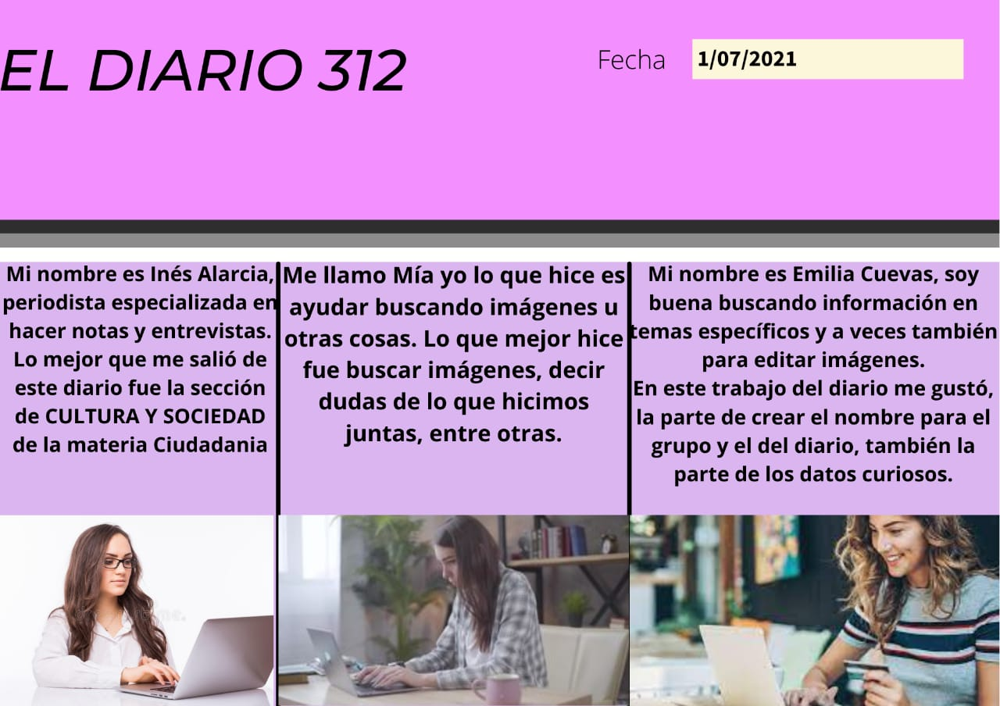 EL DIARIO 312
Fecha
1/07/2021
Mi nombre es Inés Alarcia,
periodista especializada en
hacer notas y entrevistas.
Lo mejor que me salió de
este diario fue la sección
de CULTURA Y SOCIEDAD
de la materia Ciudadania
Me llamo Mía yo lo que hice es
ayudar buscando imágenes u
otras cosas. Lo que mejor hice
fue buscar imágenes, decir
dudas de lo que hicimos
juntas, entre otras.
Mi nombre es Emilia Cuevas, soy
buena buscando información en
temas específicos y a veces también
para editar imágenes.
En este trabajo del diario me gustó,
la parte de crear el nombre para el
grupo y el del diario, también la
parte de los datos curiosos.